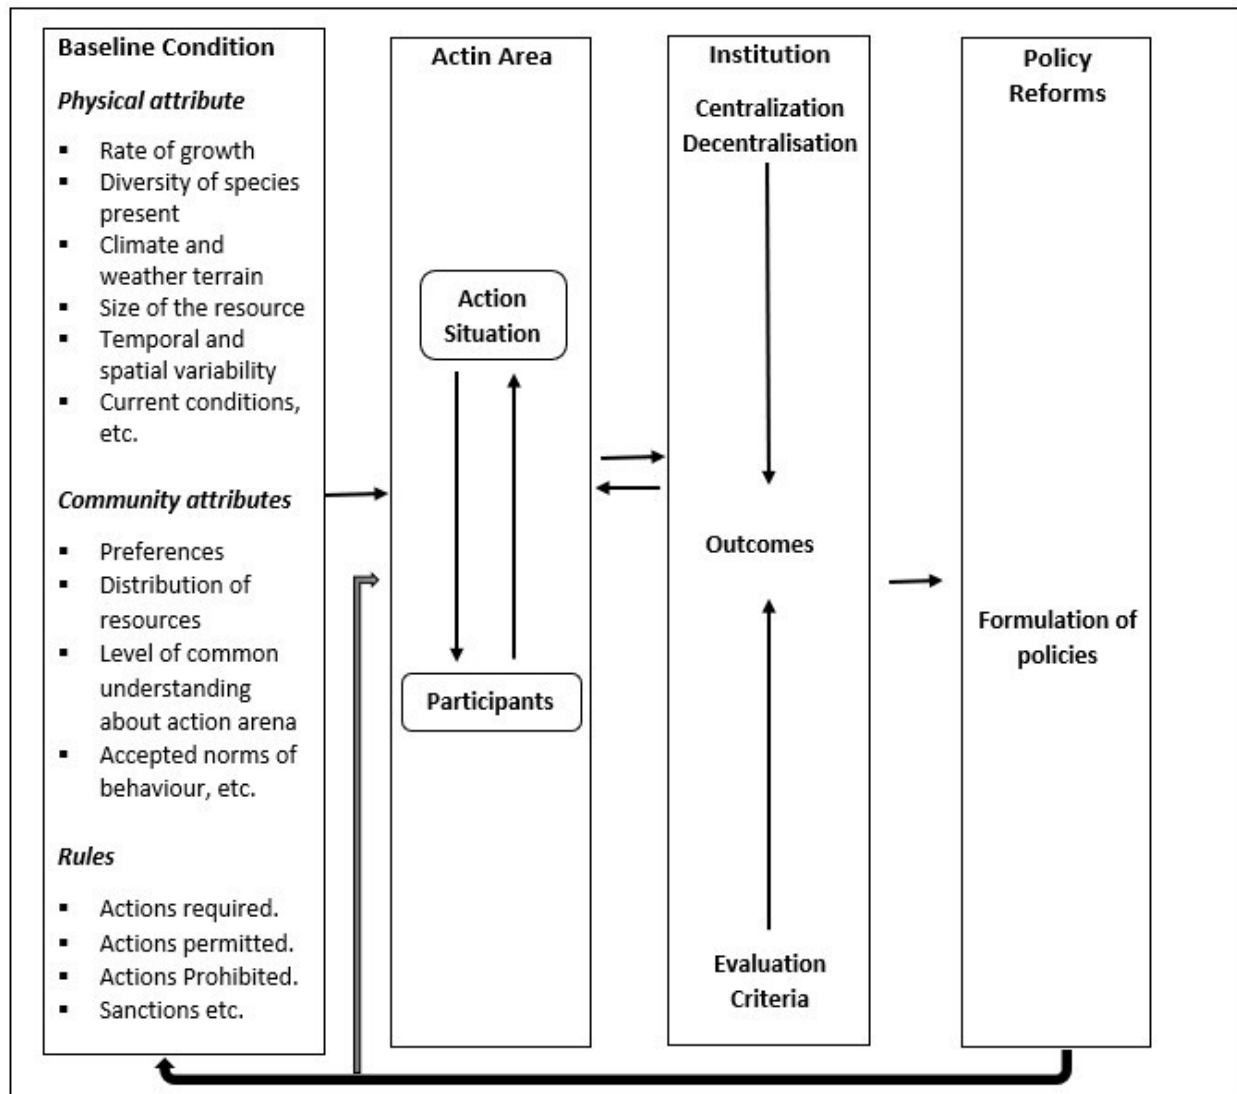 Baseline Condition
Physical attribute
▪ Rate of growth
▪ Diversity of species
present
▪ Climate and
weather terrain
▪ Size of the resource
▪ Temporal and
spatial variability
▪ Current conditions,
etc.
Community attributes
▪ Preferences
▪ Distribution of
resources
▪ Level of common
understanding
about action arena
▪ Accepted norms of
behaviour, etc.
Rules
▪ Actions required.
▪ Actions permitted.
▪ Actions Prohibited.
▪ Sanctions etc.
Actin Area
Action
Situation
Participants
Institution
Centralization
Decentralisation
Outcomes
Evaluation
Criteria
Policy
Reforms
Formulation of
policies